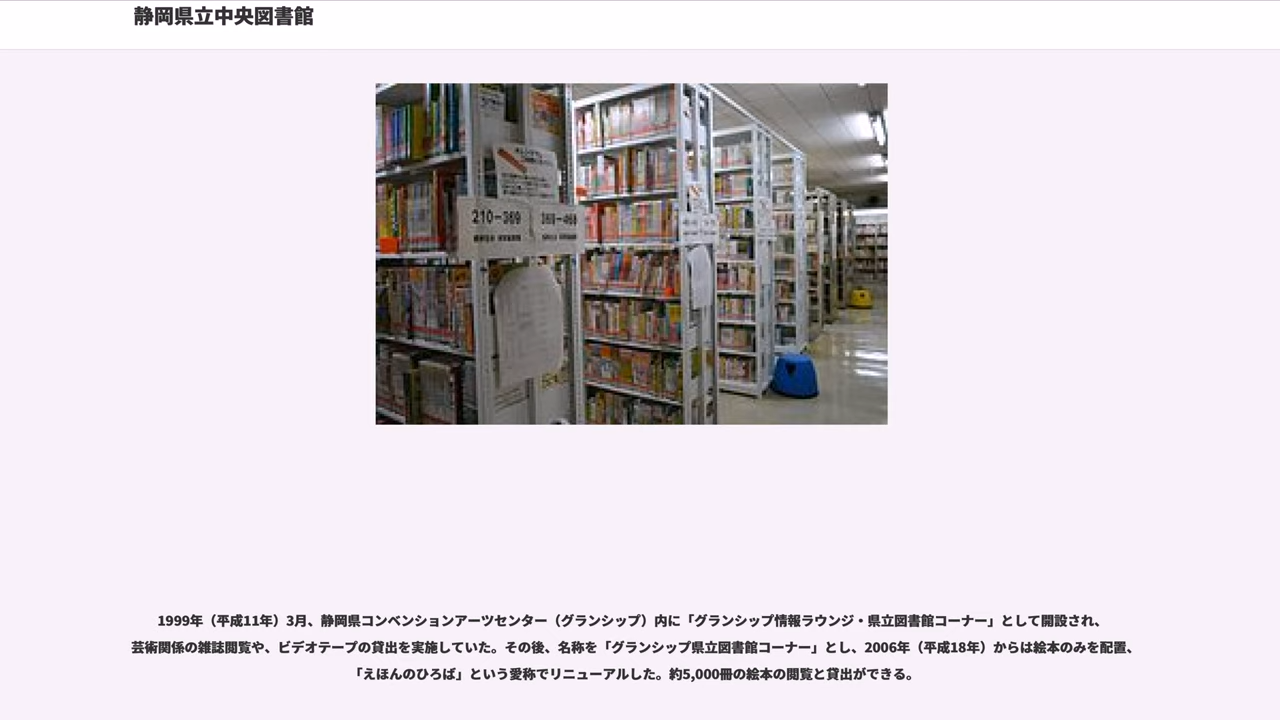 静岡県立中央図書館
210-369
369-460
1999年（平成11年）3月、静岡県コンベンションアーツセンター（グランシップ）内に「グランシップ情報ラウンジ・県立図書館コーナー」として開設され、
芸術関係の雑誌閲覧や、ビデオテープの貸出を実施していた。その後、名称を「グランシップ県立図書館コーナー」とし、2006年（平成18年）からは絵本のみを配置、
「えほんのひろば」という愛称でリニューアルした。約5,000冊の絵本の閲覧と貸出ができる。